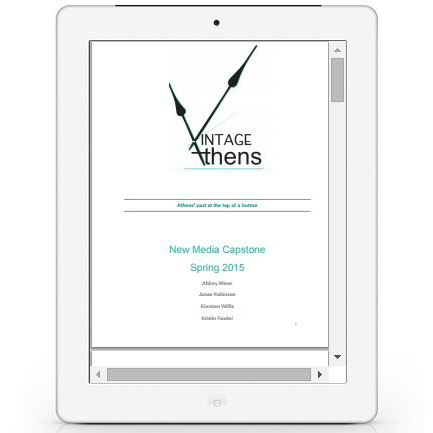 VINTAGE
Athens
Athens' past at the tap of a button
New Media Capstone
Spring 2015
Abbey Miner
Janae Robinson
Kiersten Willis
Kristin Fowler